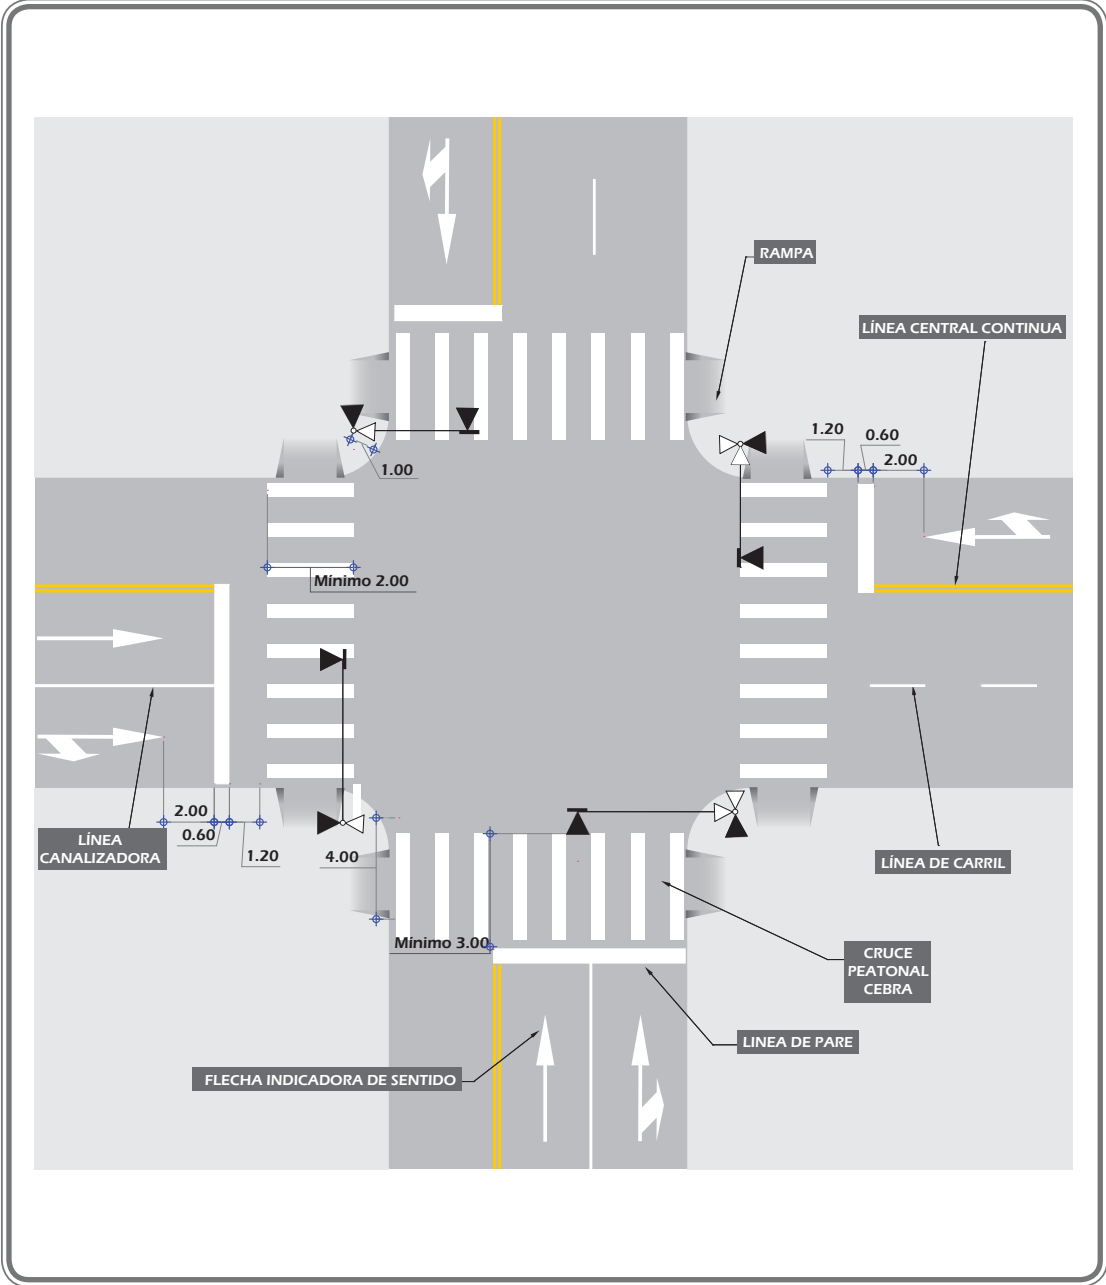 RAMPA
LÍNEA CENTRAL CONTINUA
1.20
0.60
2.00
1.00
Mínimo 2.00
2.00
0.60
1.20
LÍNEA
CANALIZADORA
4.00
LÍNEA DE CARRIL
Mínimo 3.00
CRUCE
PEATONAL
CEBRA
LINEA DE PARE
FLECHA INDICADORA DE SENTIDO